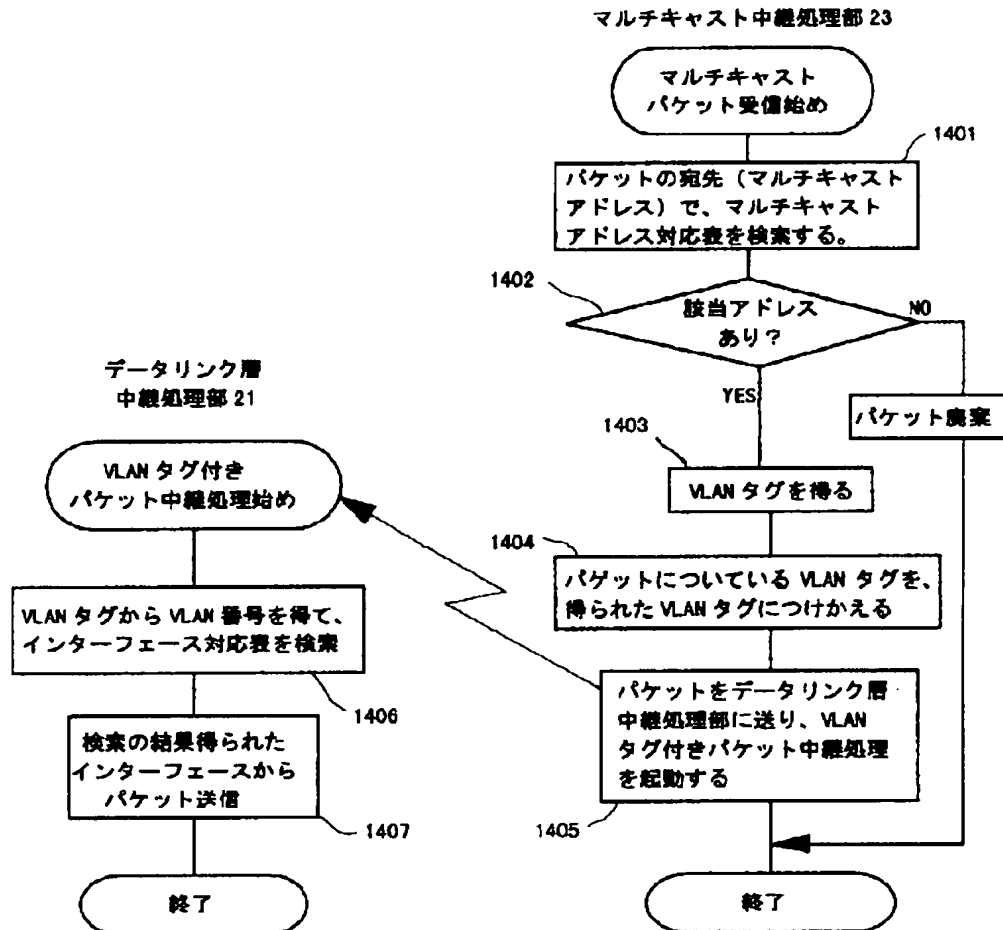 マルチキャスト中継処理部 23
マルチキャスト
パケット受信始め
1401
パケットの宛先（マルチキャスト
アドレス）で、マルチキャスト
アドレス対応表を検索する。
1402
該当アドレス
あり？
NO
YES
パケット廃棄
1403
VLAN タグを得る
1404
パケットについている VLAN タグを、
得られた VLAN タグにつけかえる
パケットをデータリンク層
中継処理部に送り、VLAN
タグ付きパケット中継処理
を起動する
1405
終了
データリンク層
中継処理部 21
VLAN タグ付き
パケット中継処理始め
VLAN タグから VLAN 番号を得て、
インターフェース対応表を検索
1406
検索の結果得られた
インターフェースから
パケット送信
1407
終了